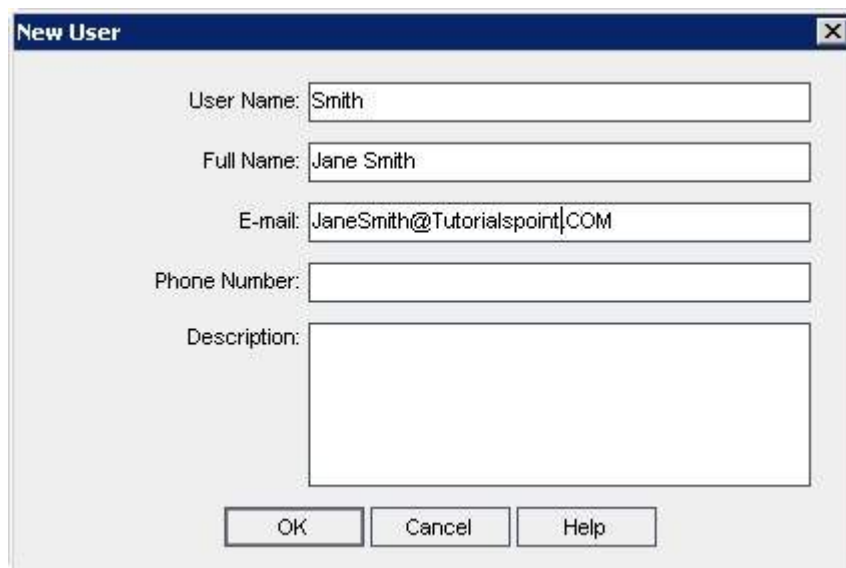 New User
User Name: Smith
Full Name: Jane Smith
E-mail: JaneSmith@Tutorialspoint.COM
Phone Number:
Description:
OK Cancel Help